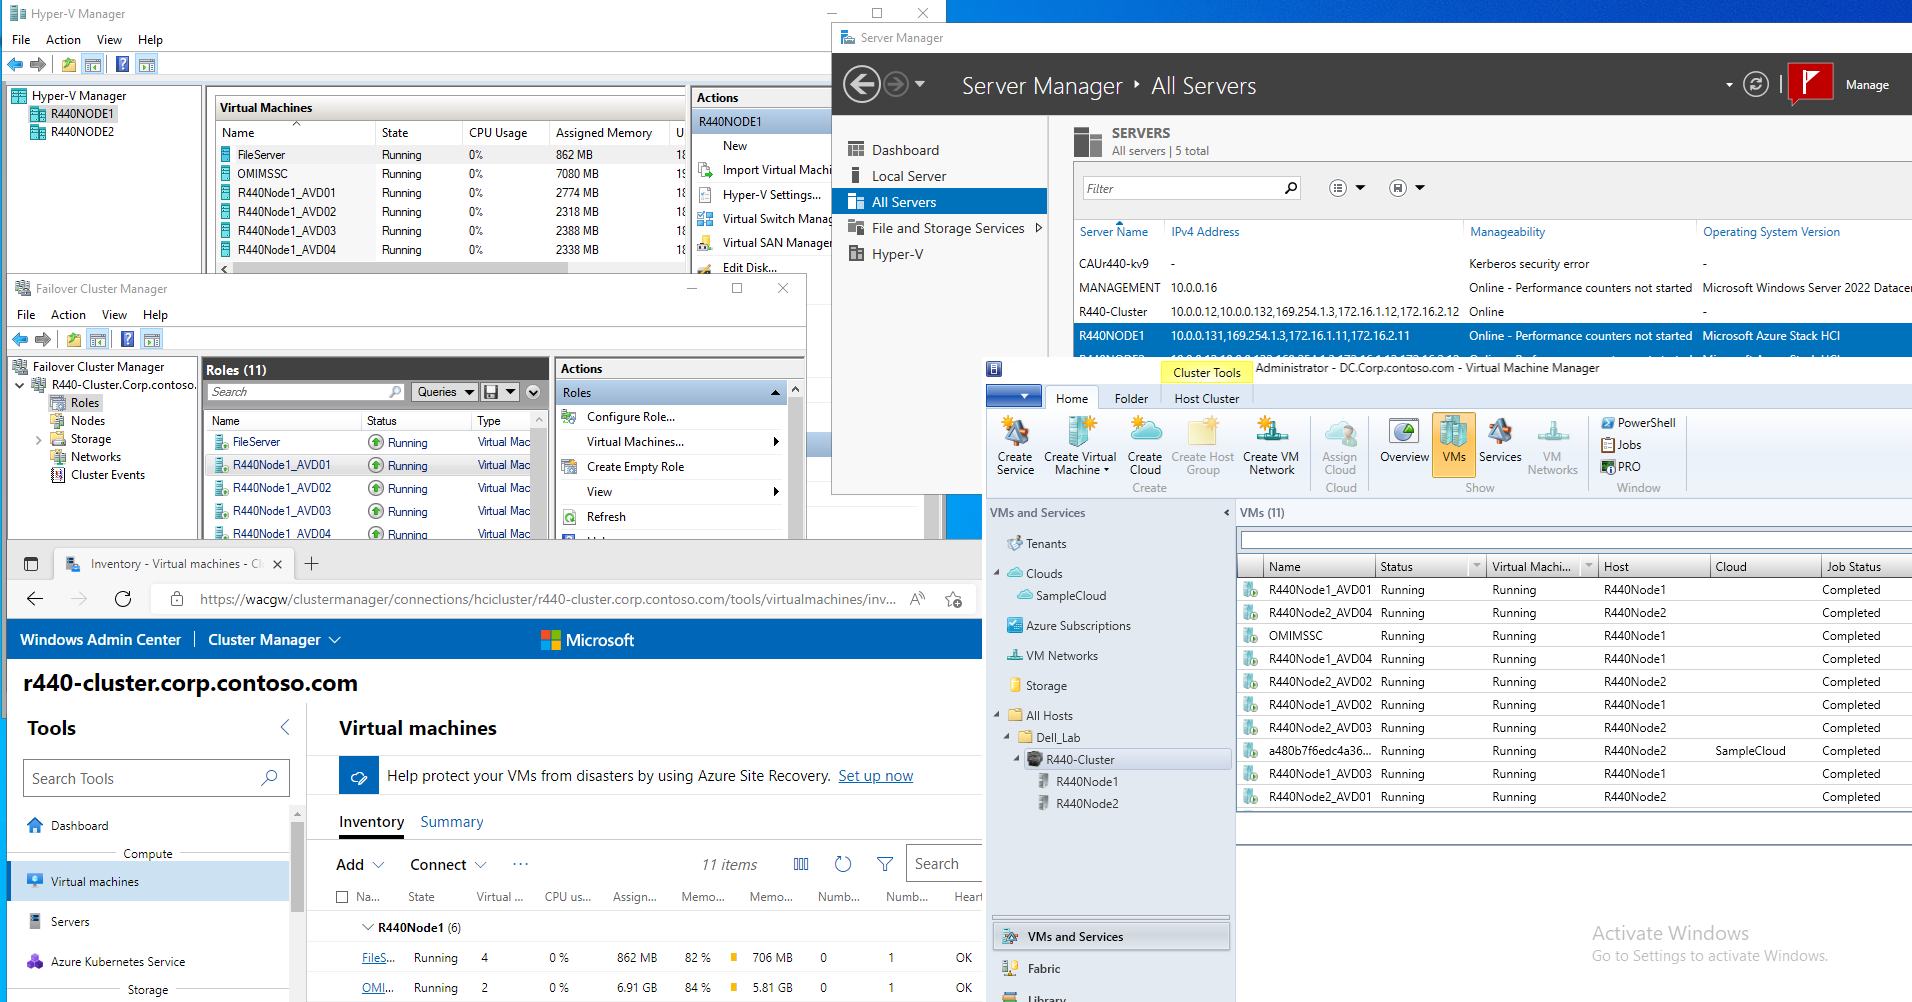 Hyper-V Manager
File Action View Help
Hyper-V Manager
R440NODE1
R440NODE2
Virtual Machines
Name State CPU Usage Assigned Memory U
FileServer Running 0% 862 MB 18
OMIMSSC Running 0% 7080 MB 19
R440Node1_AVD01 Running 0% 2774 MB 18
R440Node1_AVD02 Running 0% 2318 MB 18
R440Node1_AVD03 Running 0% 2388 MB 18
R440Node1_AVD04 Running 0% 2338 MB 18
Actions
R440NODE1
New
Import Virtual Machi
Hyper-V Settings...
Virtual Switch Manag
Virtual SAN Manager
Edit Disk...
Server Manager
Server Manager All Servers
Manage
Dashboard
Local Server
All Servers
File and Storage Services
Hyper-V
SERVERS
All servers | 5 total
Filter
Server Name IPv4 Address Manageability Operating System Version
CAUr440-kv9 - Kerberos security error -
MANAGEMENT 10.0.0.16 Online - Performance counters not started Microsoft Windows Server 2022 Datacen
R440-Cluster 10.0.0.12,10.0.0.132,169.254.1.3,172.16.1.12,172.16.2.12 Online -
R440NODE1 10.0.0.131,169.254.1.3,172.16.1.11,172.16.2.11 Online - Performance counters not started Microsoft Azure Stack HCI
Failover Cluster Manager
File Action View Help
Failover Cluster Manager
R440-Cluster.Corp.contoso.
Roles
Nodes
Storage
Networks
Cluster Events
Roles (11)
Search Queries
Name Status Type
FileServer Running Virtual Mac
R440Node1_AVD01 Running Virtual Mac
R440Node1_AVD02 Running Virtual Mac
R440Node1_AVD03 Running Virtual Mac
R440Node1_AVD04 Running Virtual Mac
Actions
Roles
Configure Role...
Virtual Machines...
Create Empty Role
View
Refresh
Inventory - Virtual machines - Cl
https://wacgw/clustermanager/connections/hcicluster/r440-cluster.corp.contoso.com/tools/virtualmachines/inv...
Windows Admin Center Cluster Manager Microsoft
r440-cluster.corp.contoso.com
Tools
Search Tools
Dashboard
Compute
Virtual machines
Servers
Azure Kubernetes Service
Storage
Virtual machines
Help protect your VMs from disasters by using Azure Site Recovery. Set up now
Inventory Summary
Add Connect ... 11 items Search
Na... State Virtual ... CPU us... Assign... Memo... Memo... Numb... Numb... Heart
R440Node1 (6)
FileS... Running 4 0 % 862 MB 82 % 706 MB 0 1 OK
OMI... Running 2 0 % 6.91 GB 84 % 5.81 GB 0 1 OK
Cluster Tools Administrator - DC.Corp.contoso.com - Virtual Machine Manager
Home Folder Host Cluster
Create Service
Create Virtual Machine
Create Cloud
Create Host Group
Create VM Network
Assign Cloud
Overview
VMs
Services
VM Networks
PowerShell
Jobs
PRO
Create Cloud Show Window
VMs and Services
Tenants
Clouds
SampleCloud
Azure Subscriptions
VM Networks
Storage
All Hosts
Dell_Lab
R440-Cluster
R440Node1
R440Node2
VMs and Services
Fabric
Library
VMs (11)
Name Status Virtual Machi... Host Cloud Job Status
R440Node1_AVD01 Running Running R440Node1 Completed
R440Node2_AVD04 Running Running R440Node2 Completed
OMIMSSC Running Running R440Node1 Completed
R440Node1_AVD04 Running Running R440Node1 Completed
R440Node2_AVD02 Running Running R440Node2 Completed
R440Node1_AVD02 Running Running R440Node1 Completed
R440Node2_AVD03 Running Running R440Node2 Completed
a480b7f6edc4a36... Running Running R440Node2 SampleCloud Completed
R440Node1_AVD03 Running Running R440Node1 Completed
R440Node2_AVD01 Running Running R440Node2 Completed
Activate Windows
Go to Settings to activate Windows.